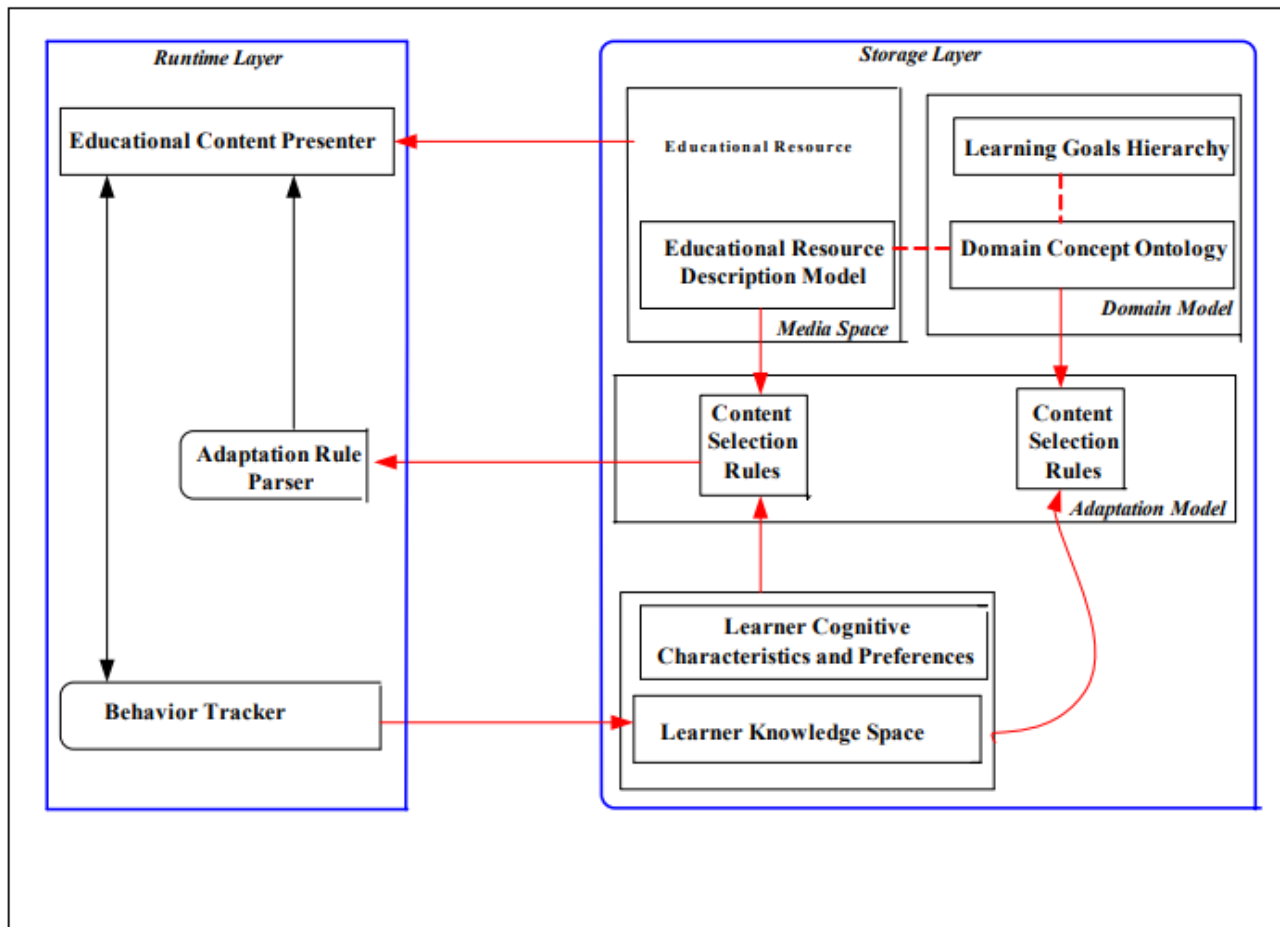 Runtime Layer
Educational Content Presenter
Adaptation Rule
Parser
Behavior Tracker
Storage Layer
Educational Resource
Educational Resource
Description Model
Media Space
Learning Goals Hierarchy
Domain Concept Ontology
Domain Model
Content
Selection
Rules
Content
Selection
Rules
Adaptation Model
Learner Cognitive
Characteristics and Preferences
Learner Knowledge Space